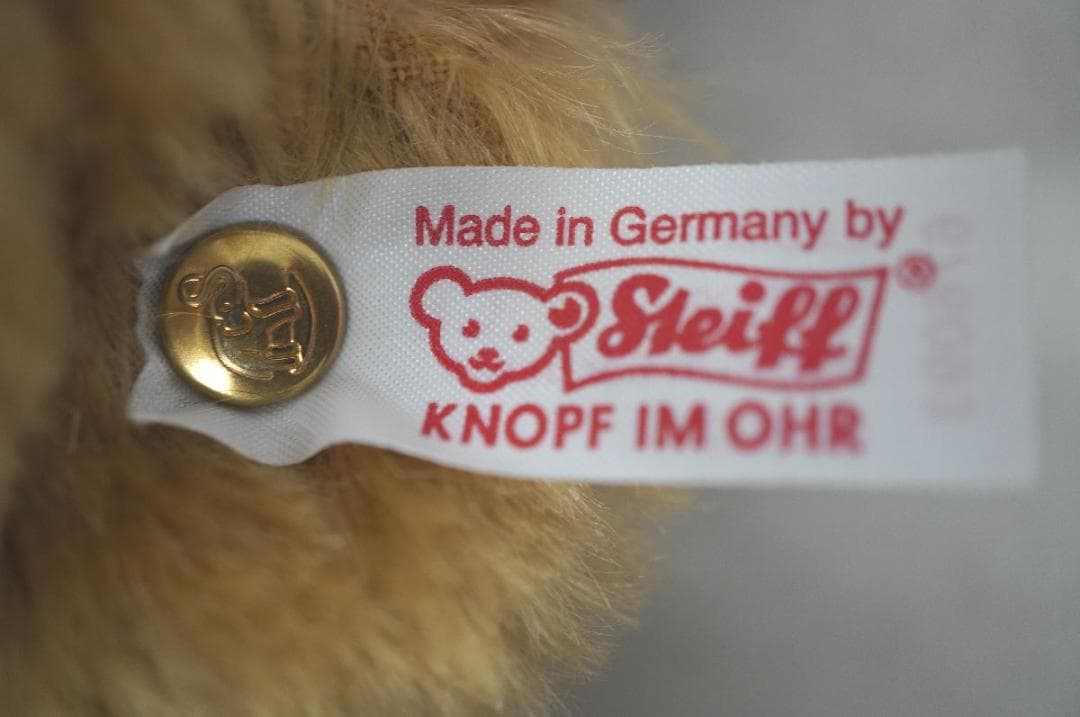 Made in Germany by
Steiff®
KNOPF IM OHR